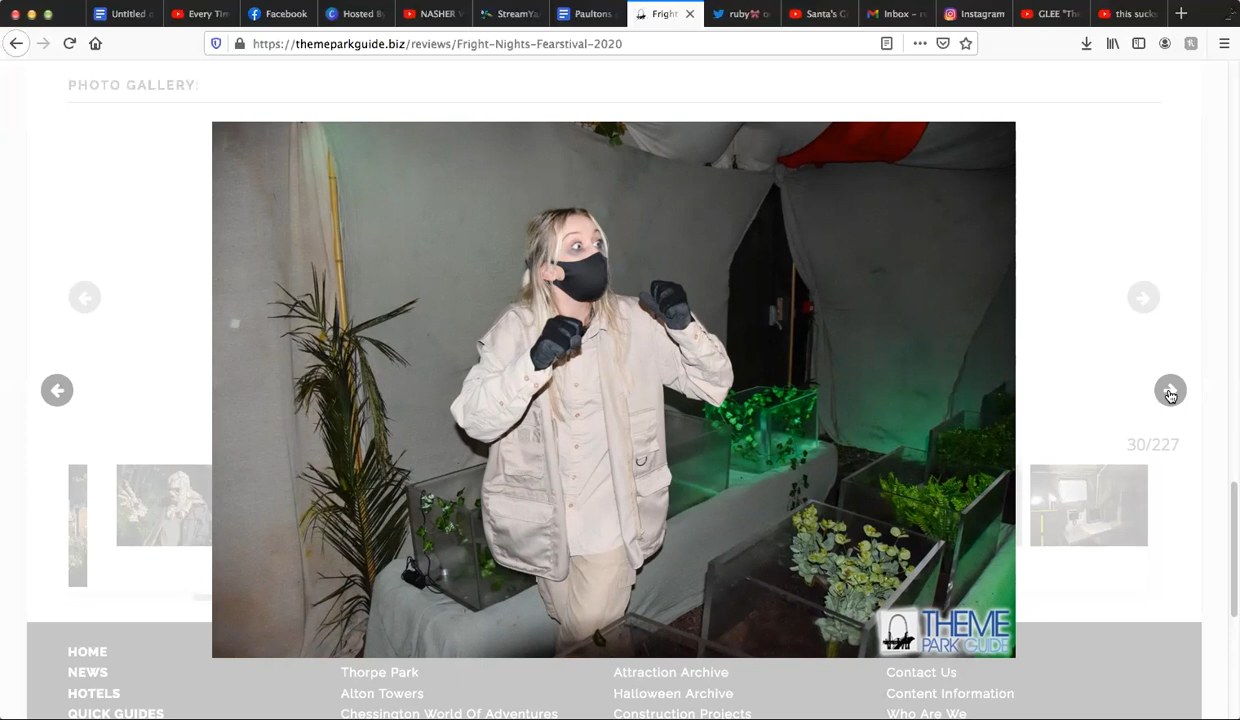 Untitled d
Every Tim
Facebook
Hosted B
NASHER
StreamYa
Paultons
Fright
ruby
Santa's G
Inbox –
Instagram
GLEE "The
this sucks
https://themeparkguide.biz/reviews/Fright-Nights-Fearstival-2020
PHOTO GALLERY:
30/227
THEME
PARK GUIDE
HOME
NEWS
Thorpe Park
Attraction Archive
Contact Us
HOTELS
Alton Towers
Halloween Archive
Content Information
QUICK GUIDES
Chessington World Of Adventures
Construction Projects
Who Are We